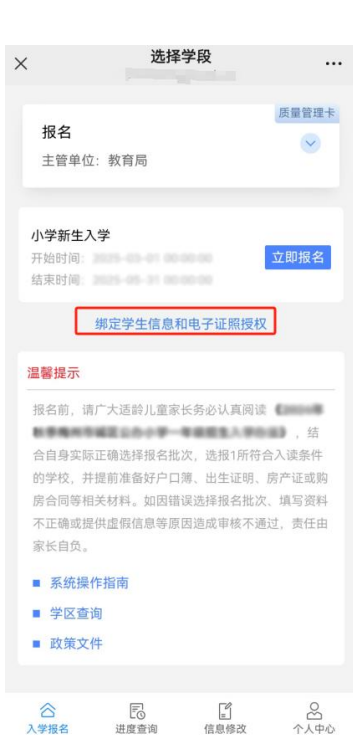 选择学段
质量管理卡
报名
主管单位：教育局
小学新生入学
开始时间：
立即报名
结束时间：
绑定学生信息和电子证照授权
温馨提示
报名前，请广大适龄儿童家长务必认真阅读
，结
合自身实际正确选择报名批次，选报1所符合入读条件
的学校，并提前准备好户口簿、出生证明、房产证或购
房合同等相关材料。如因错误选择报名批次、填写资料
不正确或提供虚假信息等原因造成审核不通过，责任由
家长自负。
系统操作指南
学区查询
政策文件
入学报名 进度查询 信息修改 个人中心